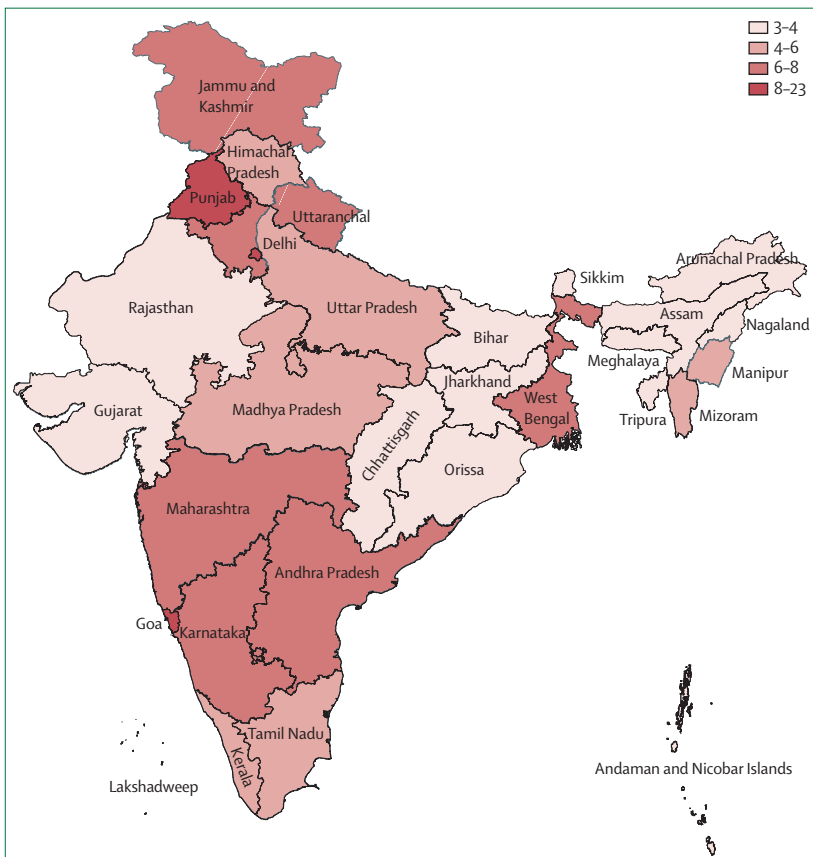 3–4
4–6
6–8
8–23
Jammu and
Kashmir
Himachal
Pradesh
Punjab
Uttaranchal
Delhi
Sikkim
Arunachal Pradesh
Rajasthan
Uttar Pradesh
Assam
Nagaland
Bihar
Meghalaya
Manipur
Jharkhand
Gujarat
Madhya Pradesh
West
Bengal
Tripura
Mizoram
Chhattisgarh
Orissa
Maharashtra
Andhra Pradesh
Goa
Karnataka
Tamil Nadu
Kerala
Lakshadweep
Andaman and Nicobar Islands